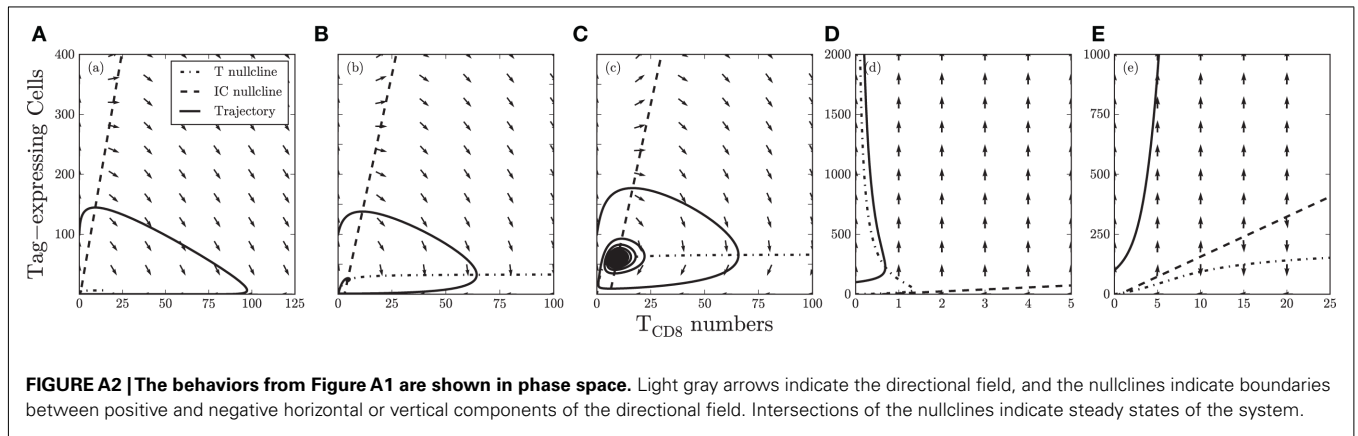 A
B
C
D
E
(a)
T nullcline
IC nullcline
Trajectory
(b)
(c)
(d)
(e)
Tag−expressing Cells
400
300
200
100
0
25
50
75
100
125
0
25
50
75
100
0
25
50
75
100
2000
1500
1000
500
0
0
1
2
3
4
5
1000
750
500
250
0
0
5
10
15
20
25
TCD8 numbers
FIGURE A2 | The behaviors from Figure A1 are shown in phase space. Light gray arrows indicate the directional field, and the nullclines indicate boundaries
between positive and negative horizontal or vertical components of the directional field. Intersections of the nullclines indicate steady states of the system.